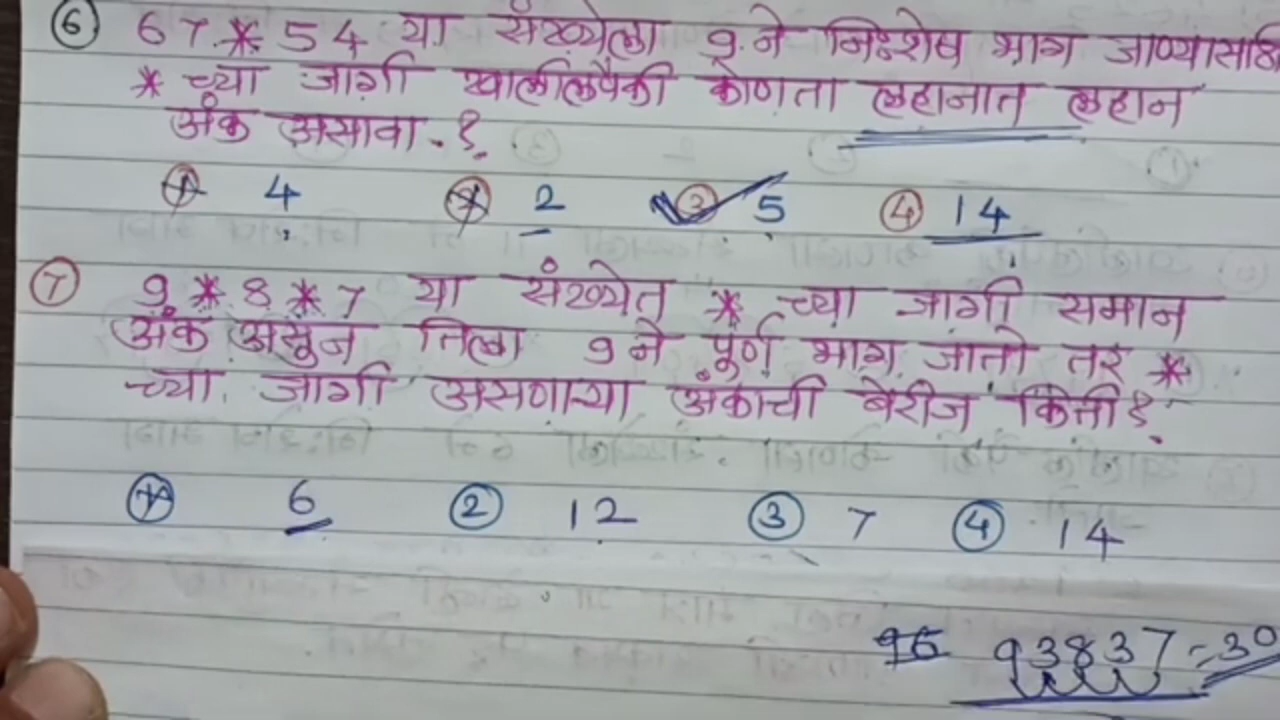 ⑥ 67*54 या संख्येला 9 ने निःशेष भाग जाण्यासाठी
* च्या जागी खालीलपैकी कोणता लहानात लहान
अंक असावा.?
① 4 ② 2 ③ 5 ④ 14
⑦ 9*8*7 या संख्येत * च्या जागी समान
अंक असुन तिला 9 ने पूर्ण भाग जातो तर *
च्या जागी असणाऱ्या अंकाची बेरीज किती?
① 6 ② 12 ③ 7 ④ 14
93837 = 30